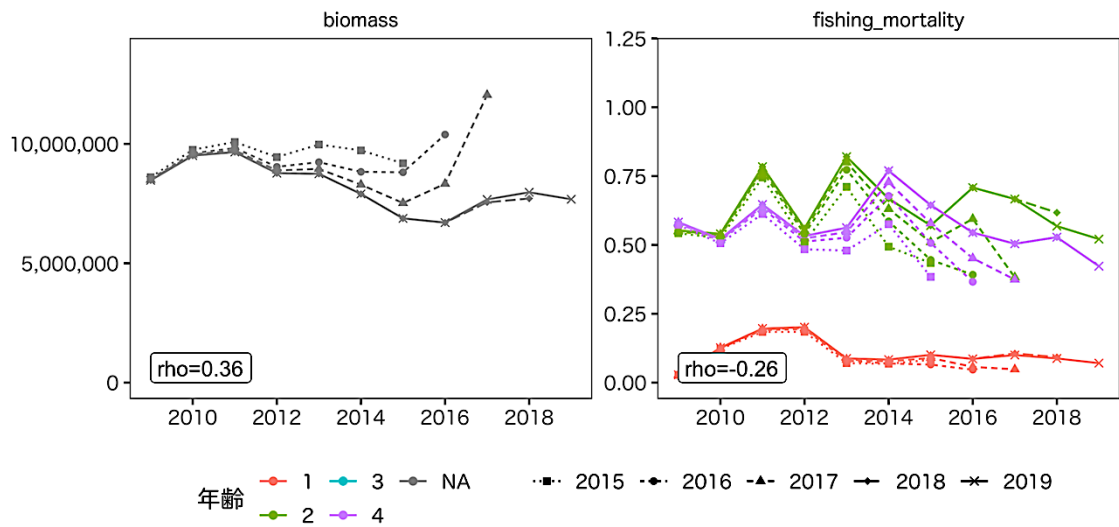 biomass
fishing_mortality
10,000,000
5,000,000
0
rho=0.36
2010 2012 2014 2016 2018
1.25
1.00
0.75
0.50
0.25
0.00
rho=-0.26
2010 2012 2014 2016 2018
年齢
1 3 NA
2 4
2015 2016 2017 2018 2019